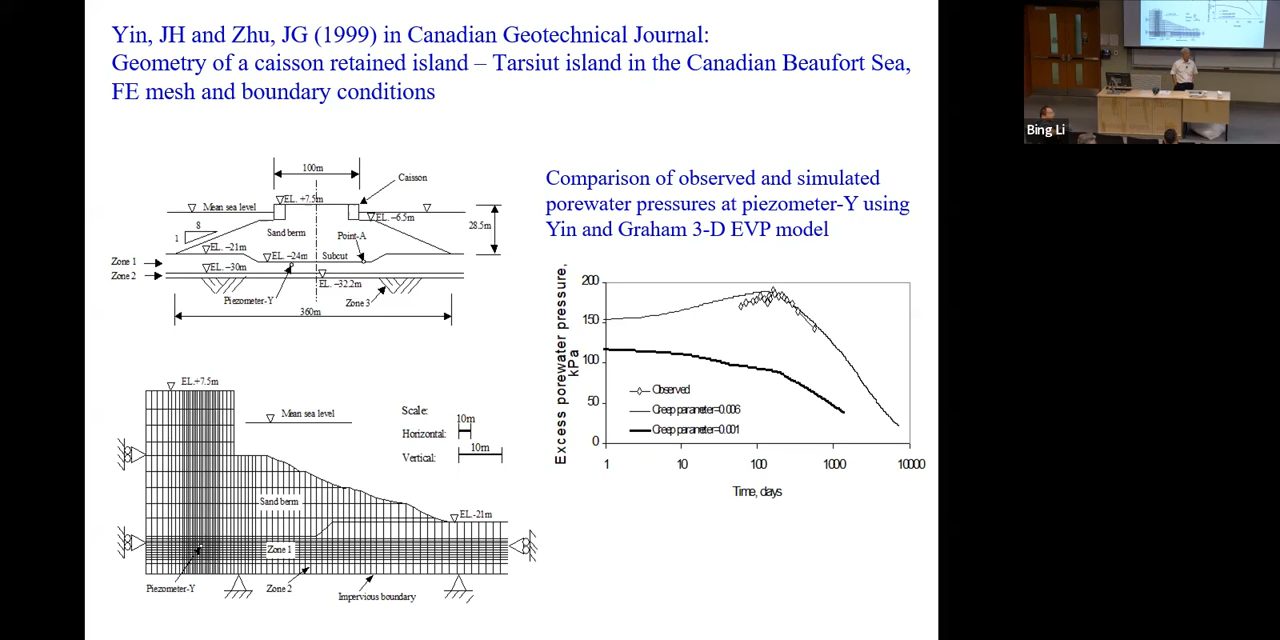 Yin, JH and Zhu, JG (1999) in Canadian Geotechnical Journal:
Geometry of a caisson retained island – Tarsiut island in the Canadian Beaufort Sea,
FE mesh and boundary conditions
Bing Li
100m
Caisson
EL. +7.5m
Mean sea level
EL. –6.5m
8
1
Sand berm
Point-A
28.5m
EL. –21m
EL. –24m
Subcut
Zone 1
EL. –30m
Zone 2
EL. –32.2m
Piezometer-Y
Zone 3
360m
EL.+7.5m
Mean sea level
Scale:
10m
Horizontal:
10m
Vertical:
Sand berm
EL-21m
Zone 1
Piezometer-Y
Zone 2
Impervious boundary
Comparison of observed and simulated
porewater pressures at piezometer-Y using
Yin and Graham 3-D EVP model
Excess porewater pressure,
kPa
200
150
100
50
0
Observed
Creep parameter=0.006
Creep parameter=0.001
1 10 100 1000 10000
Time, days